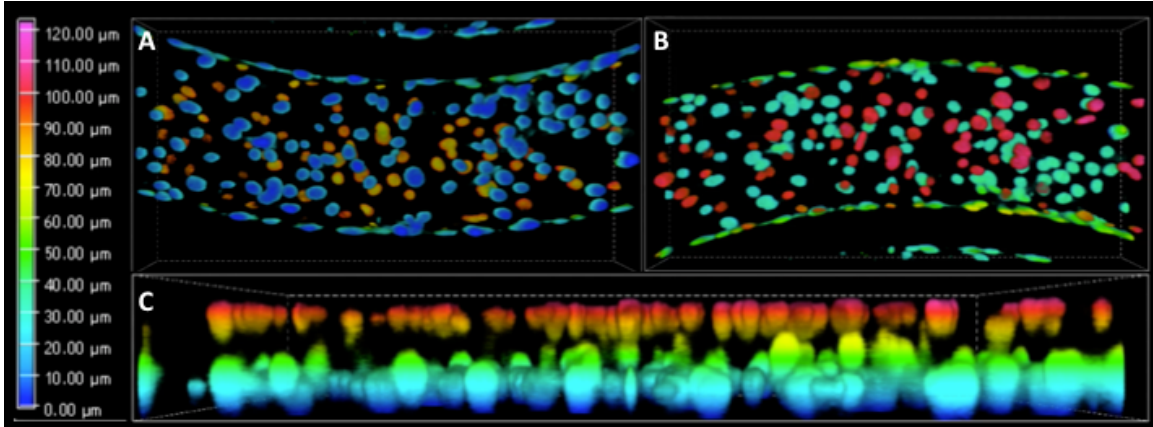 120.00 µm
110.00 µm
100.00 µm
90.00 µm
80.00 µm
70.00 µm
60.00 µm
50.00 µm
40.00 µm
30.00 µm
20.00 µm
10.00 µm
0.00 µm
A
B
C